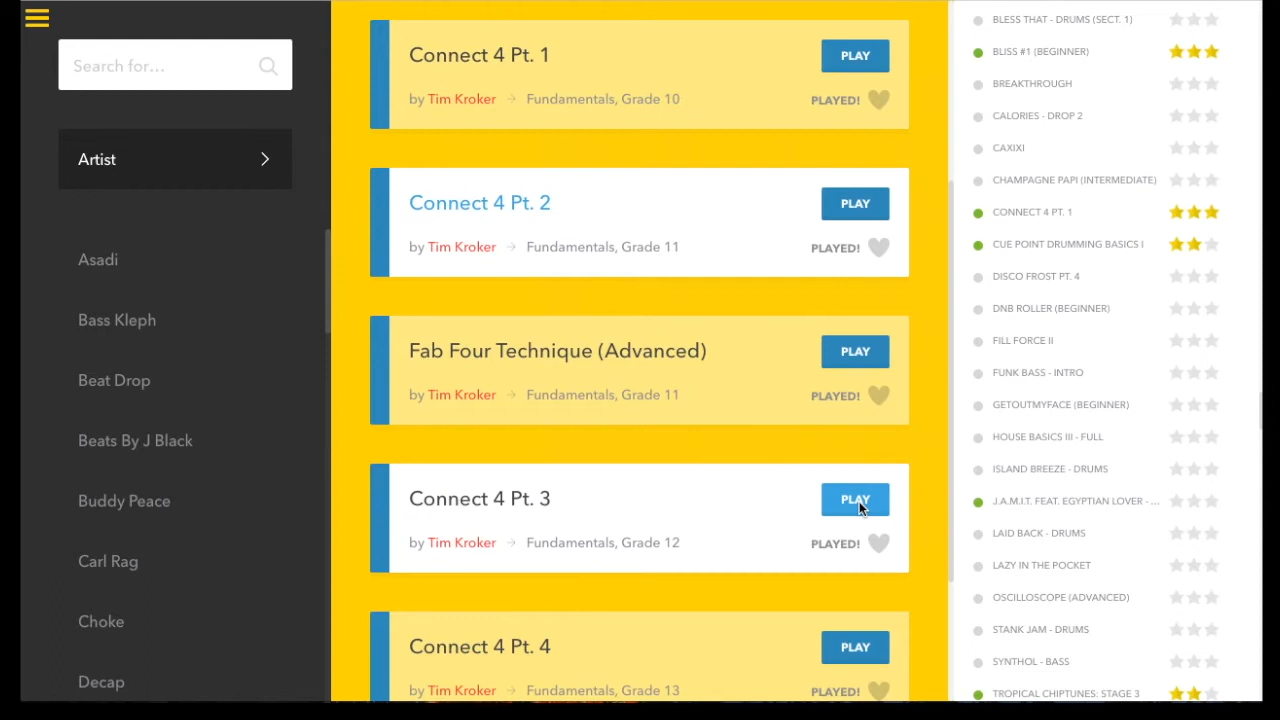 Search for...
Artist
Asadi
Bass Kleph
Beat Drop
Beats By J Black
Buddy Peace
Carl Rag
Choke
Decap
Connect 4 Pt. 1
PLAY
by Tim Kroker → Fundamentals, Grade 10
PLAYED!
Connect 4 Pt. 2
PLAY
by Tim Kroker → Fundamentals, Grade 11
PLAYED!
Fab Four Technique (Advanced)
PLAY
by Tim Kroker → Fundamentals, Grade 11
PLAYED!
Connect 4 Pt. 3
PLAY
by Tim Kroker → Fundamentals, Grade 12
PLAYED!
Connect 4 Pt. 4
PLAY
by Tim Kroker → Fundamentals, Grade 13
PLAYED!
BLESS THAT - DRUMS (SECT. 1)
BLISS #1 (BEGINNER)
BREAKTHROUGH
CALORIES - DROP 2
CAXIXI
CHAMPAGNE PAPI (INTERMEDIATE)
CONNECT 4 PT. 1
CUE POINT DRUMMING BASICS I
DISCO FROST PT. 4
DNB ROLLER (BEGINNER)
FILL FORCE II
FUNK BASS - INTRO
GETOUTMYFACE (BEGINNER)
HOUSE BASICS III - FULL
ISLAND BREEZE - DRUMS
J.A.M.I.T. FEAT. EGYPTIAN LOVER - ...
LAID BACK - DRUMS
LAZY IN THE POCKET
OSCILLOSCOPE (ADVANCED)
STANK JAM - DRUMS
SYNTHOL - BASS
TROPICAL CHIPTUNES: STAGE 3